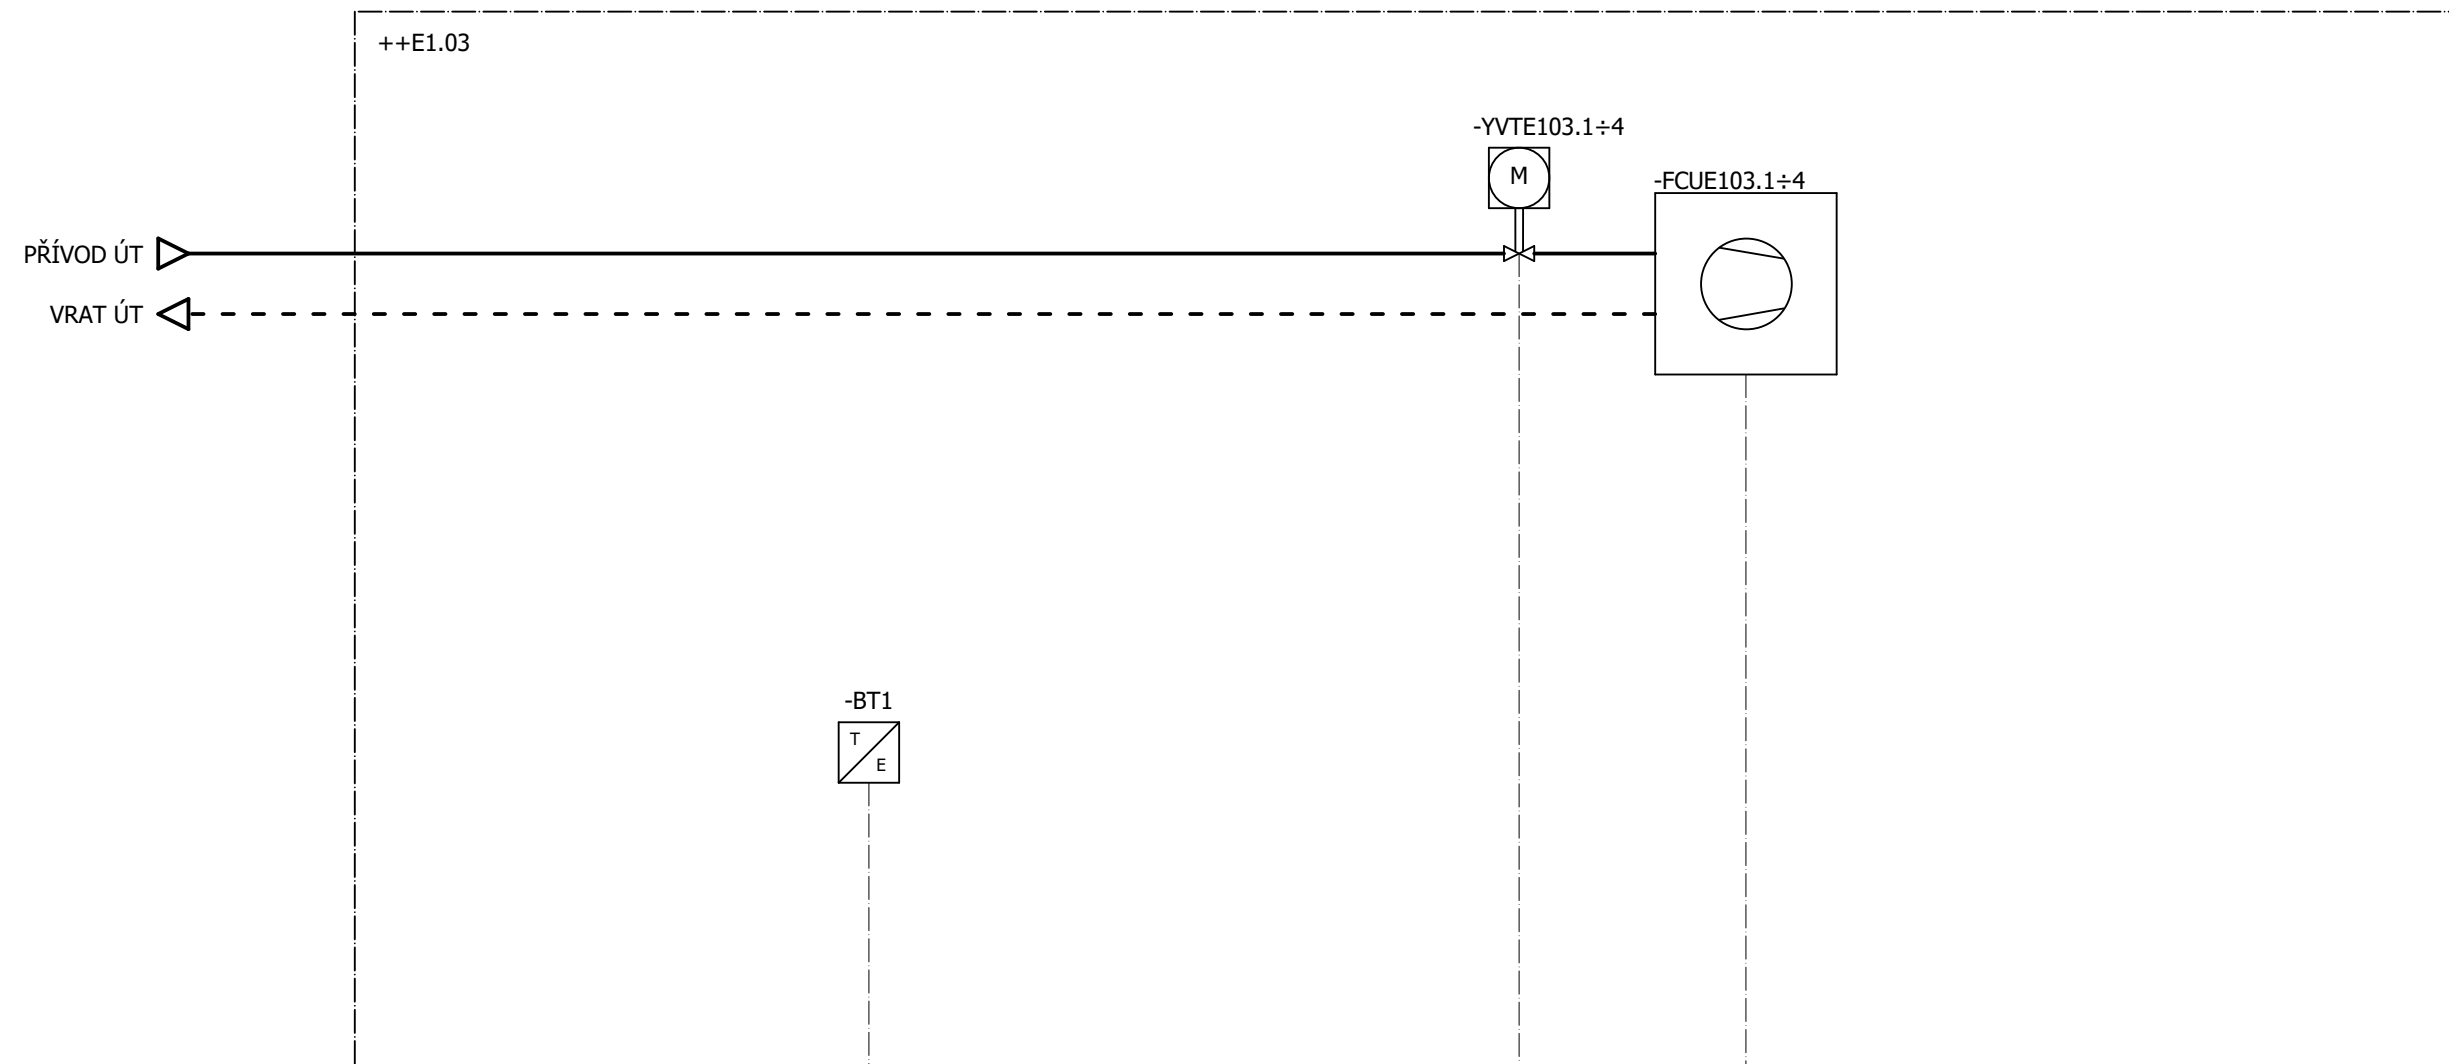 ++E1.03
-YVTE103.1÷4
M
-FCUE103.1÷4
PŘÍVOD ÚT
VRAT ÚT
-BT1
T
E